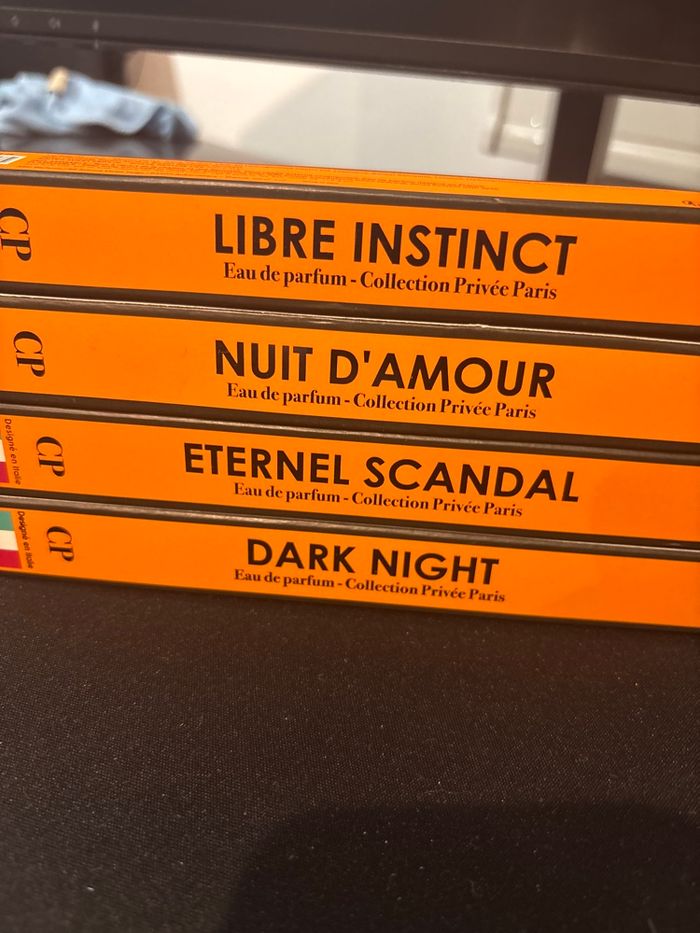 CP
LIBRE INSTINCT
Eau de parfum - Collection Privée Paris
CP
NUIT D'AMOUR
Eau de parfum - Collection Privée Paris
Designé en Italie
CP
ETERNEL SCANDAL
Eau de parfum - Collection Privée Paris
Designé en Italie
CP
DARK NIGHT
Eau de parfum - Collection Privée Paris